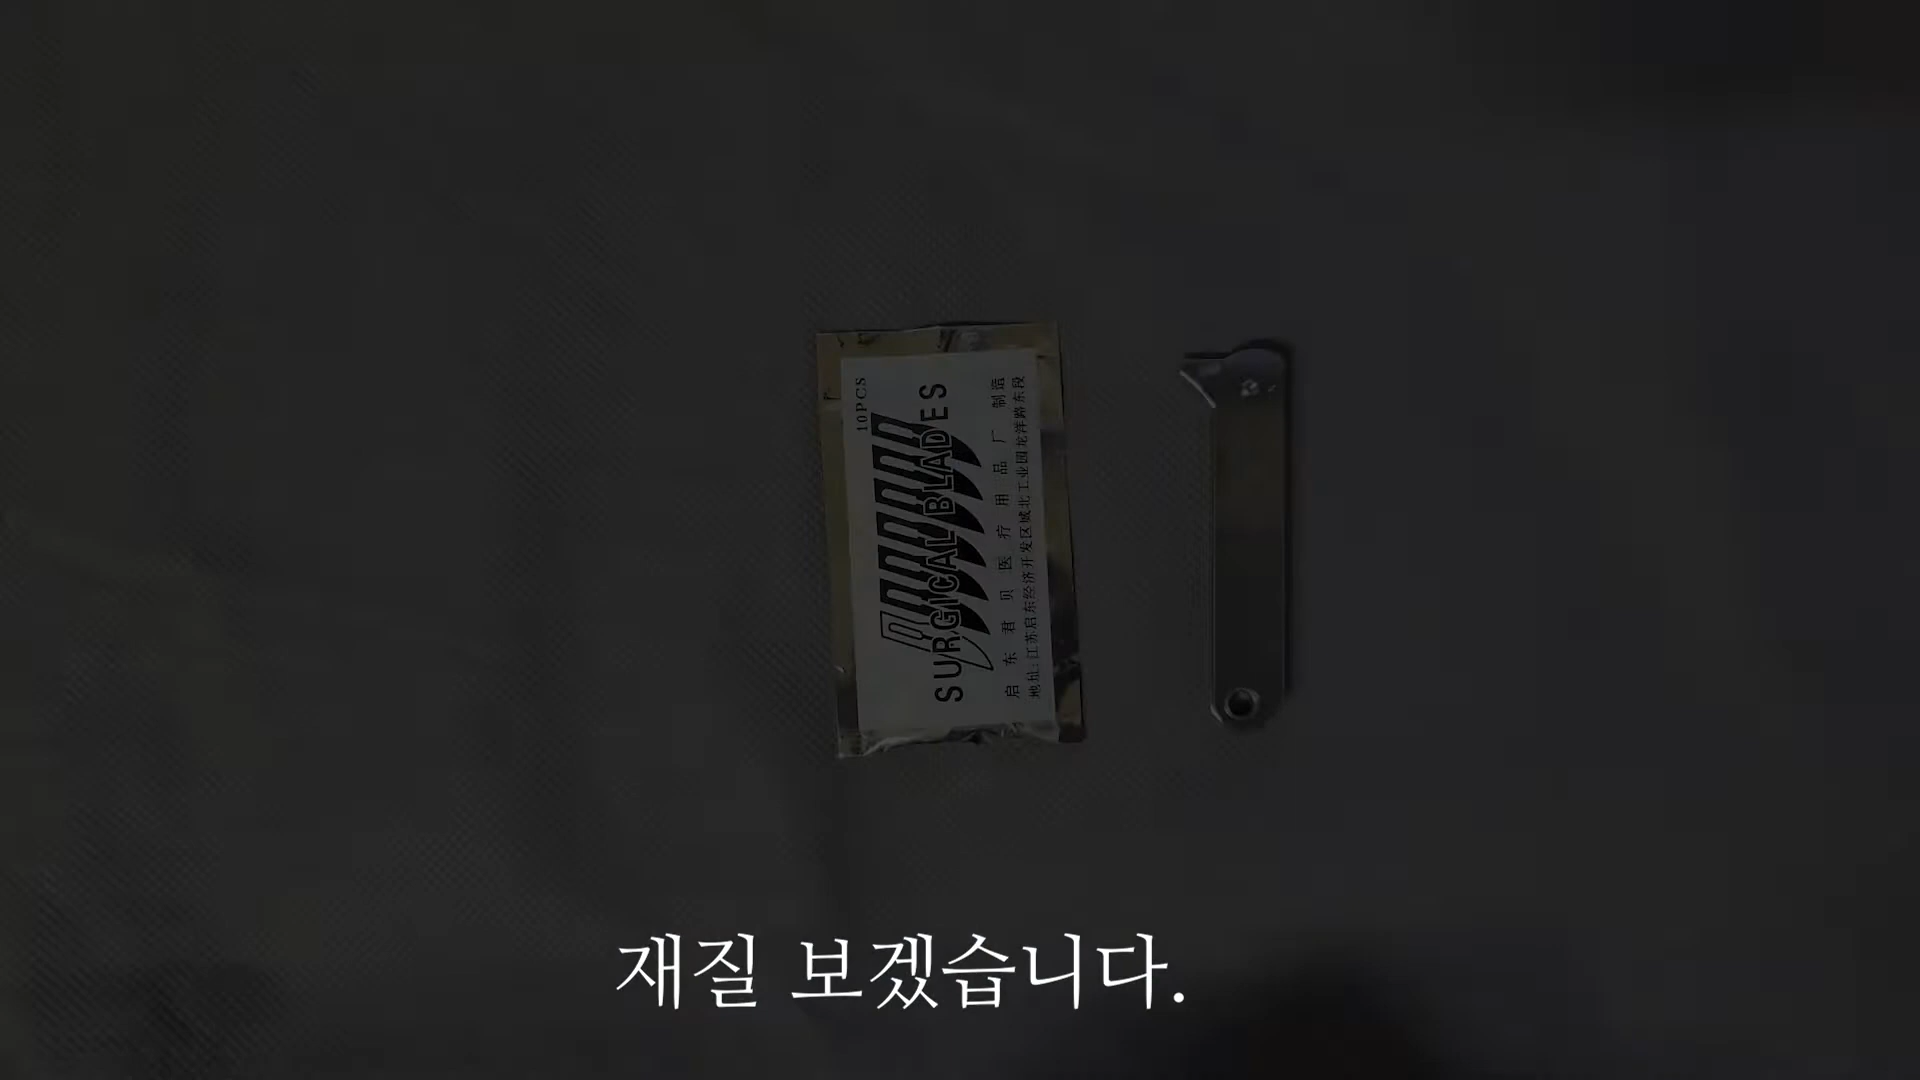 10PCS
SURGICAL BLADES
启东君贝医疗用品厂制造
地址:江苏启东经济开发区城北工业园龙洋路东段
재질 보겠습니다.